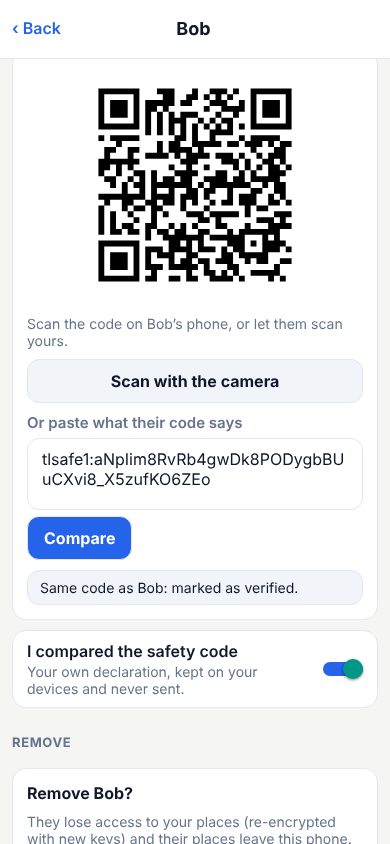 ‹ Back
Bob
Scan the code on Bob’s phone, or let them scan
yours.
Scan with the camera
Or paste what their code says
tlsafe1:aNpIim8RvRb4gwDk8PODygbBU
uCXvi8_X5zufKO6ZEo
Compare
Same code as Bob: marked as verified.
I compared the safety code
Your own declaration, kept on your
devices and never sent.
REMOVE
Remove Bob?
They lose access to your places (re-encrypted
with new keys) and their places leave this phone.